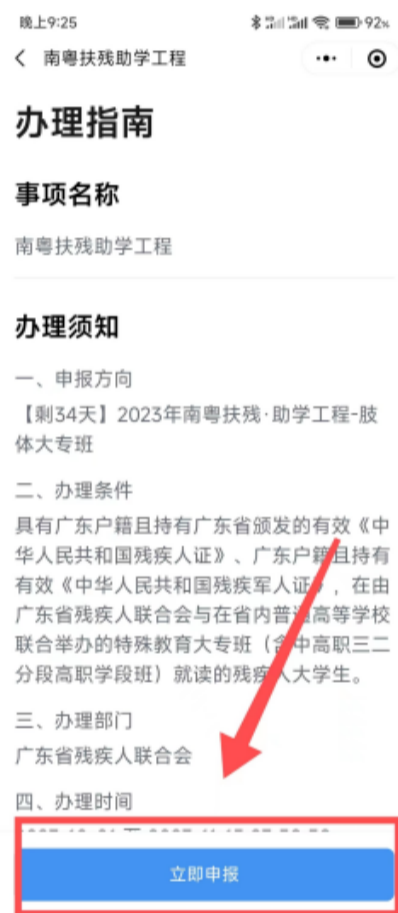 晚上9:25
92%
南粤扶残助学工程
办理指南
事项名称
南粤扶残助学工程
办理须知
一、申报方向
【剩34天】2023年南粤扶残·助学工程-肢
体大专班
二、办理条件
具有广东户籍且持有广东省颁发的有效《中
华人民共和国残疾人证》、广东户籍且持有
有效《中华人民共和国残疾军人证》，在由
广东省残疾人联合会与在省内普通高等学校
联合举办的特殊教育大专班（含中高职三二
分段高职学段班）就读的残疾人大学生。
三、办理部门
广东省残疾人联合会
四、办理时间
立即申报